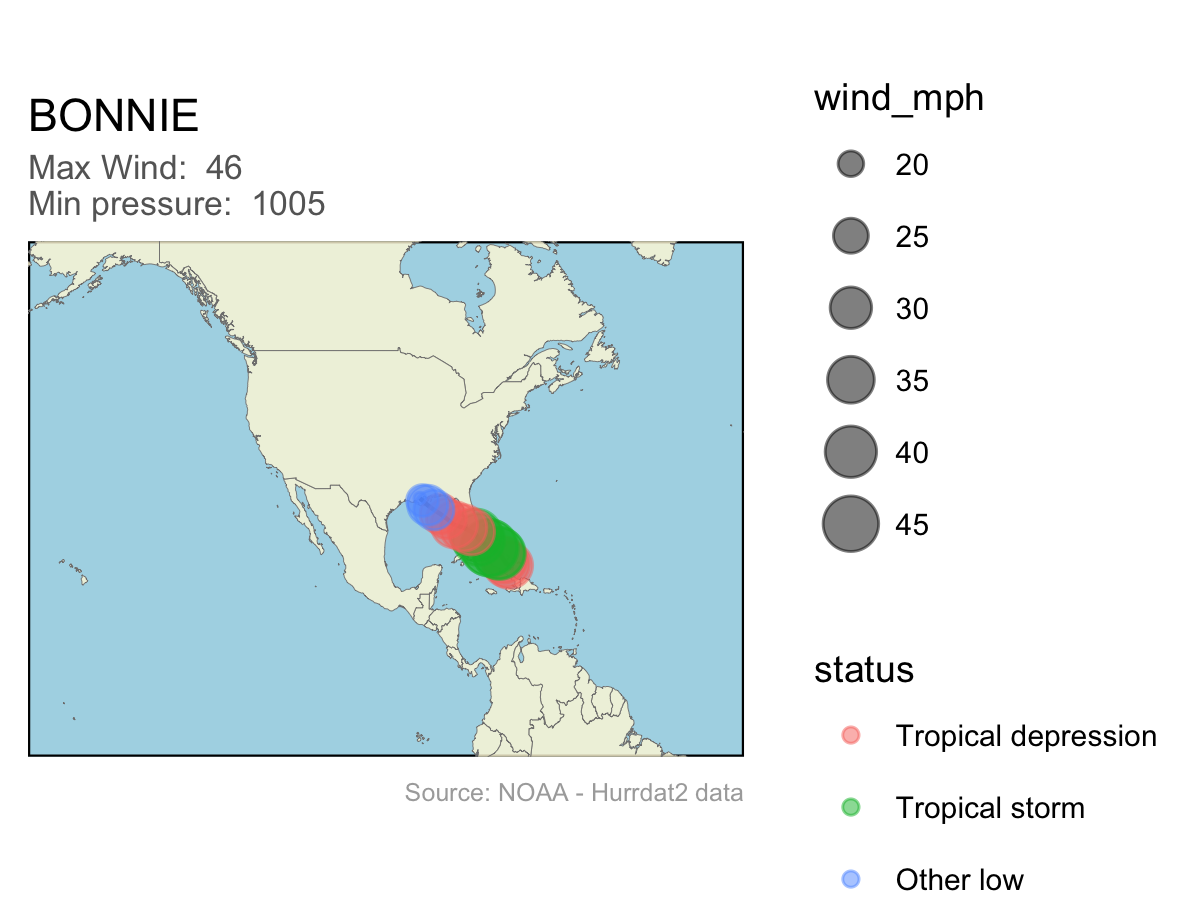 BONNIE
Max Wind:  46
Min pressure:  1005
Source: NOAA - Hurrdat2 data
wind_mph
20
25
30
35
40
45
status
Tropical depression
Tropical storm
Other low